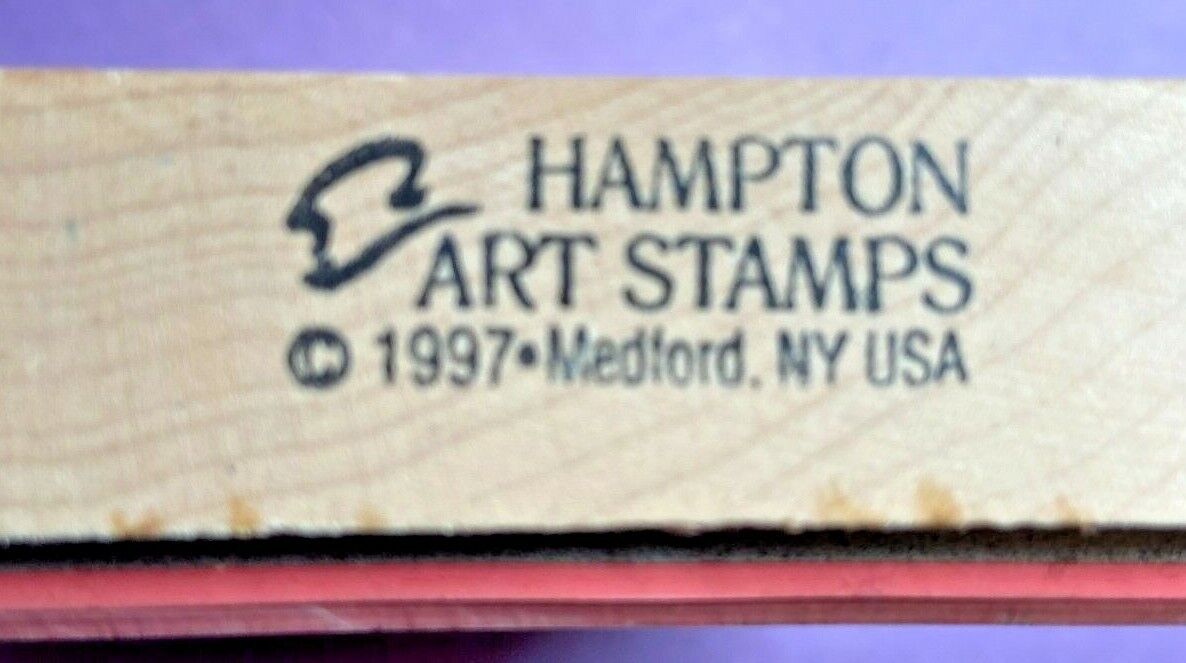 HAMPTON
ART STAMPS
© 1997•Medford, NY USA